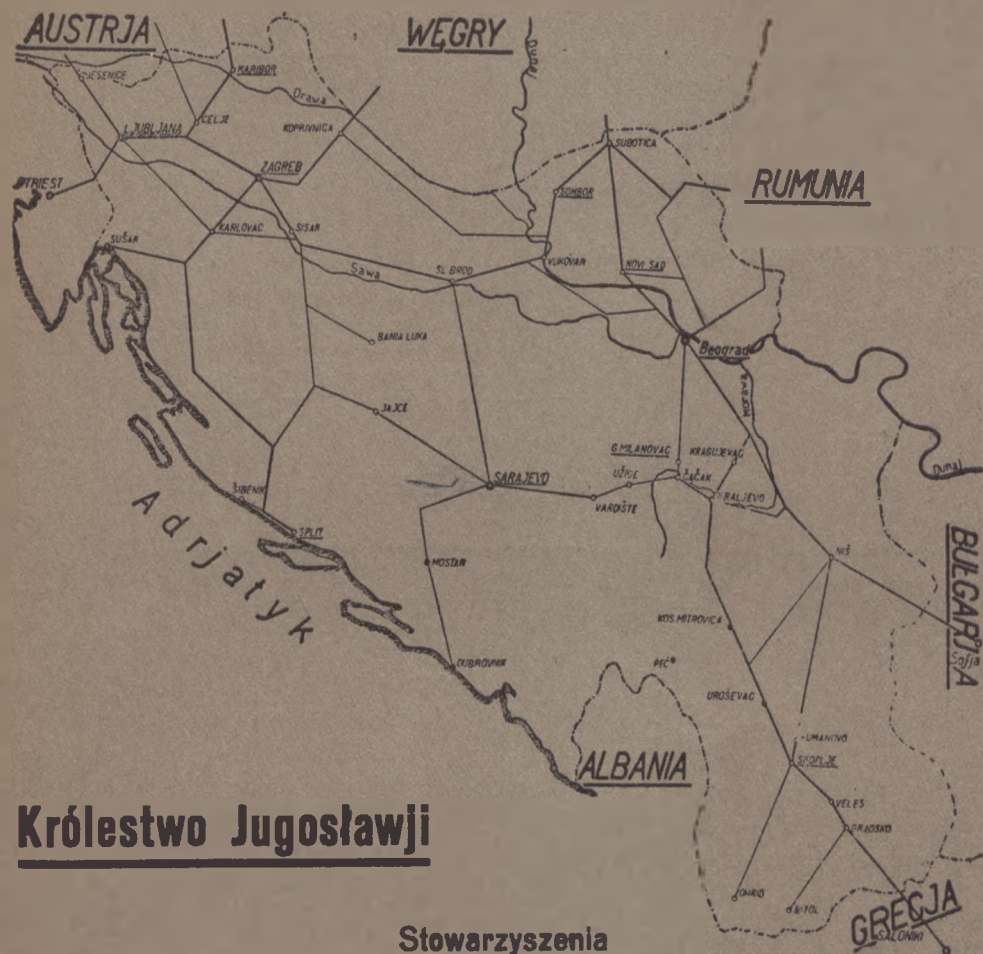 AUSTRJA
WĘGRY
JESENICE
MARIBOR
Dunaj
Drawa
CELJE
KOPRIVNICA
LJUBLJANA
SUBOTICA
ZAGREB
RUMUNIA
TRIEST
SOMBOR
SUŠAK
KARLOVAC
SISAK
Sawa
SL. BROD
VUKOVAR
NOVI SAD
BANIA LUKA
Beograd
Morawa
JAJCE
G. MILANOVAC
KRAGUJEVAC
Dunaj
SARAJEVO
UŽICE
ČAČAK
ŠIBENIK
VARDIŠTE
KRALJEVO
Adrjatyk
SPLIT
BUŁGARJA
NIŠ
MOSTAR
KOS. MITROVICA
Sofja
DUBROVNIK
PEĆ
UROŠEVAC
KUMANOVO
ALBANIA
SKOPLJE
VELES
Królestwo Jugosławji
GRADSKO
OHRID
BITOL
GRECJA
SALONIKI
Stowarzyszenia